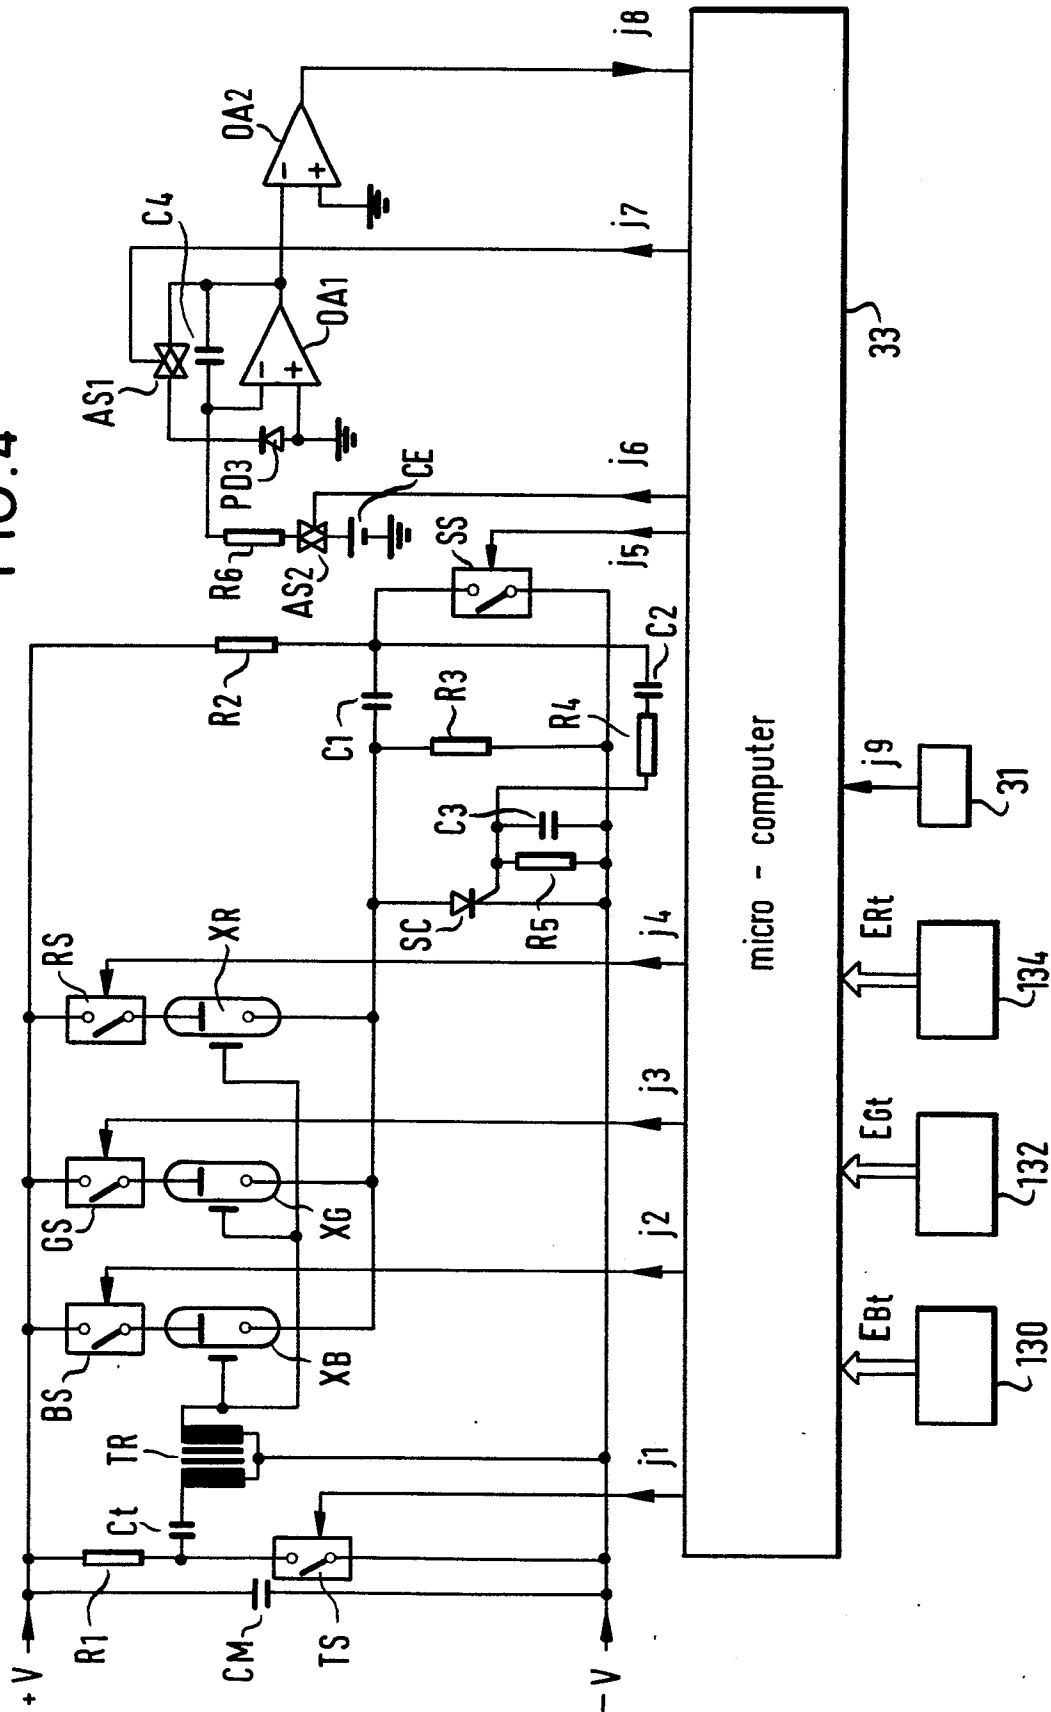 FIG.4
+V
R1
CM
TS
Ct
TR
BS
XB
GS
XG
RS
XR
SC
R5
C3
R4
C2
R3
C1
R2
SS
R6
AS2
CE
PD3
AS1
C4
OA1
OA2
-V
j1
j2
j3
j4
j5
j6
j7
j8
- + - +
micro - computer
33
EBt
EGt
ERt
j9
130
132
134
31